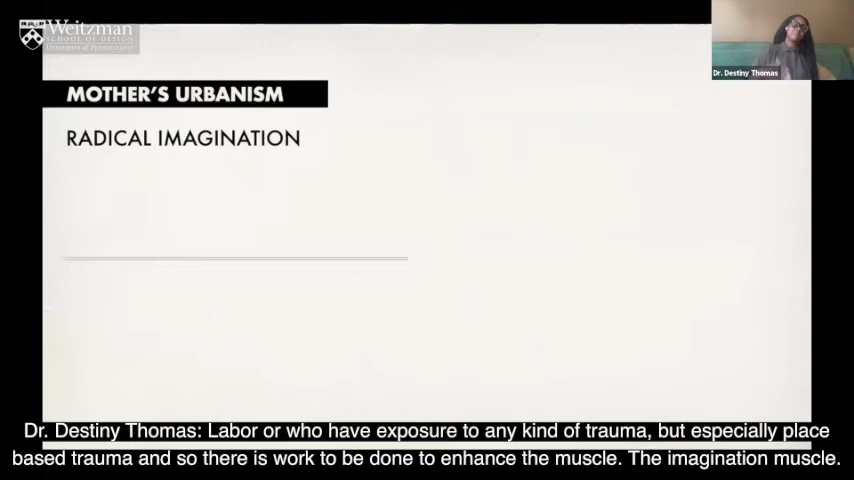 Weitzman
SCHOOL OF DESIGN
University of Pennsylvania
Dr. Destiny Thomas
MOTHER'S URBANISM
RADICAL IMAGINATION
Dr. Destiny Thomas: Labor or who have exposure to any kind of trauma, but especially place
based trauma and so there is work to be done to enhance the muscle. The imagination muscle.